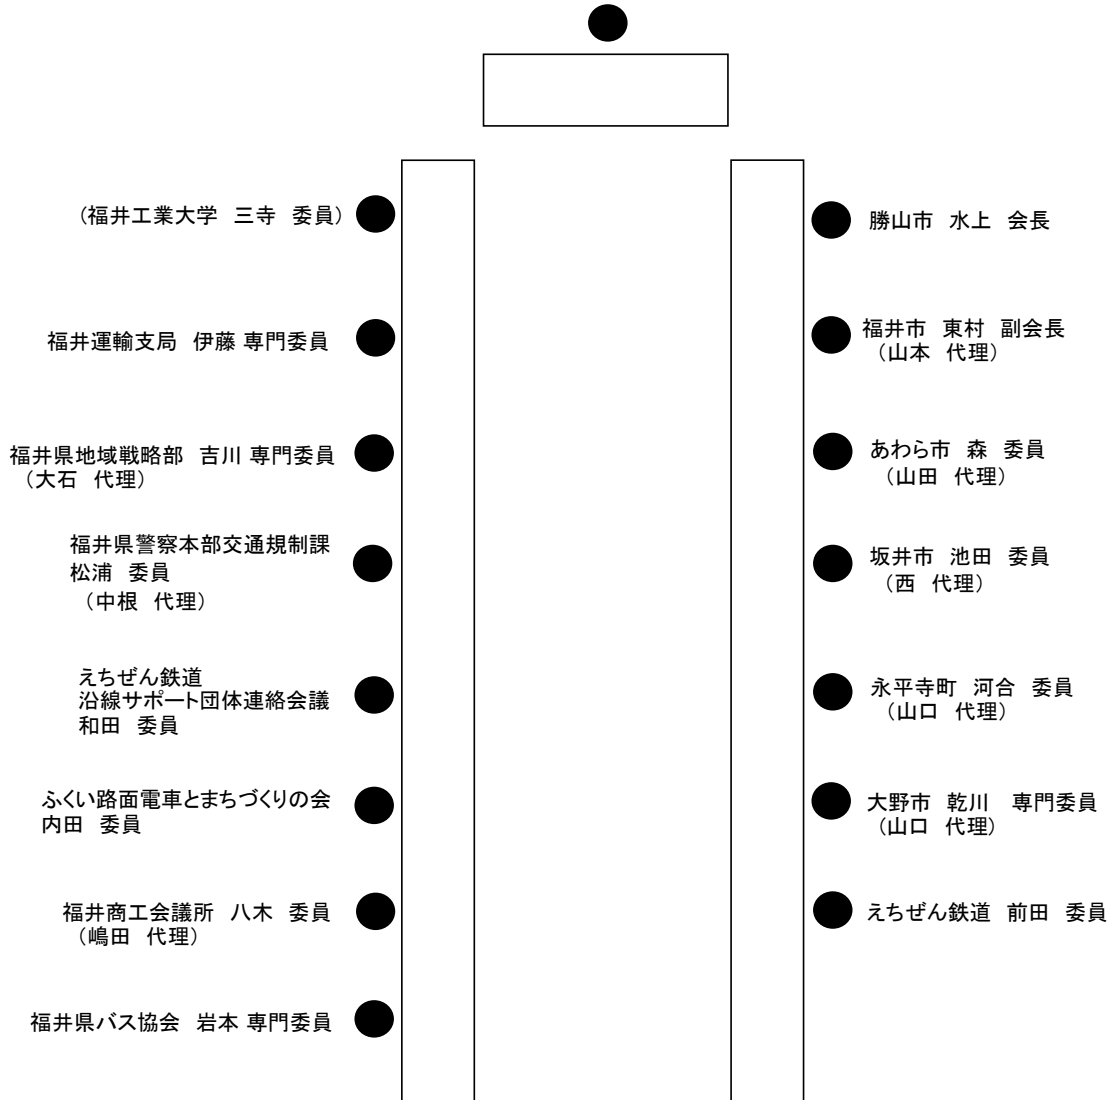 (福井工業大学 三寺 委員)
福井運輸支局 伊藤 専門委員
福井県地域戦略部 吉川 専門委員
(大石 代理)
福井県警察本部交通規制課
松浦 委員
(中根 代理)
えちぜん鉄道
沿線サポート団体連絡会議
和田 委員
ふくい路面電車とまちづくりの会
内田 委員
福井商工会議所 八木 委員
(嶋田 代理)
福井県バス協会 岩本 専門委員
勝山市 水上 会長
福井市 東村 副会長
(山本 代理)
あわら市 森 委員
(山田 代理)
坂井市 池田 委員
(西 代理)
永平寺町 河合 委員
(山口 代理)
大野市 乾川 専門委員
(山口 代理)
えちぜん鉄道 前田 委員